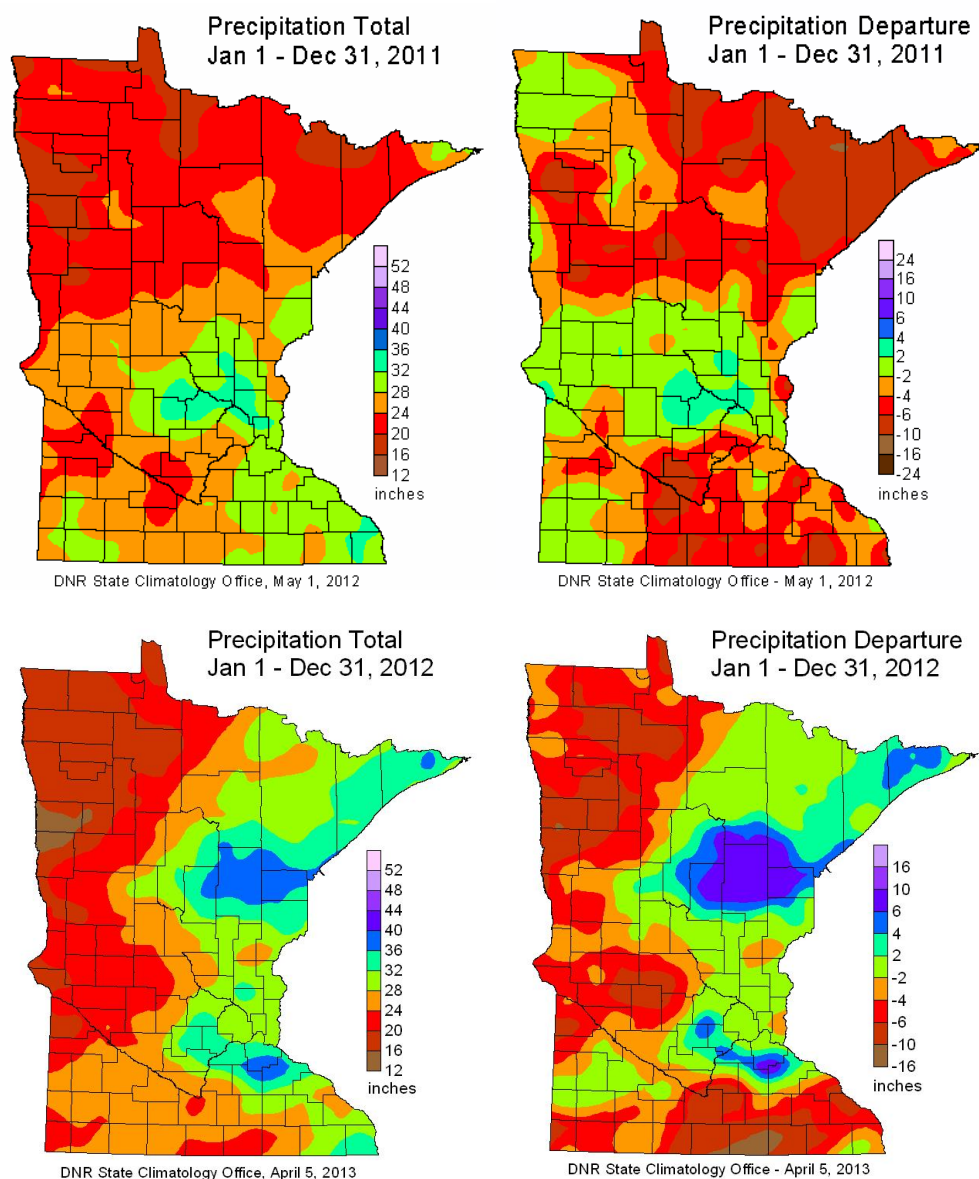 Precipitation Total
Jan 1 - Dec 31, 2011
52
48
44
40
36
32
28
24
20
16
12
inches
DNR State Climatology Office, May 1, 2012
Precipitation Departure
Jan 1 - Dec 31, 2011
24
16
10
6
4
2
-2
-4
-6
-10
-16
-24
inches
DNR State Climatology Office - May 1, 2012
Precipitation Total
Jan 1 - Dec 31, 2012
52
48
44
40
36
32
28
24
20
16
12
inches
DNR State Climatology Office, April 5, 2013
Precipitation Departure
Jan 1 - Dec 31, 2012
16
10
6
4
2
-2
-4
-6
-10
-16
inches
DNR State Climatology Office - April 5, 2013